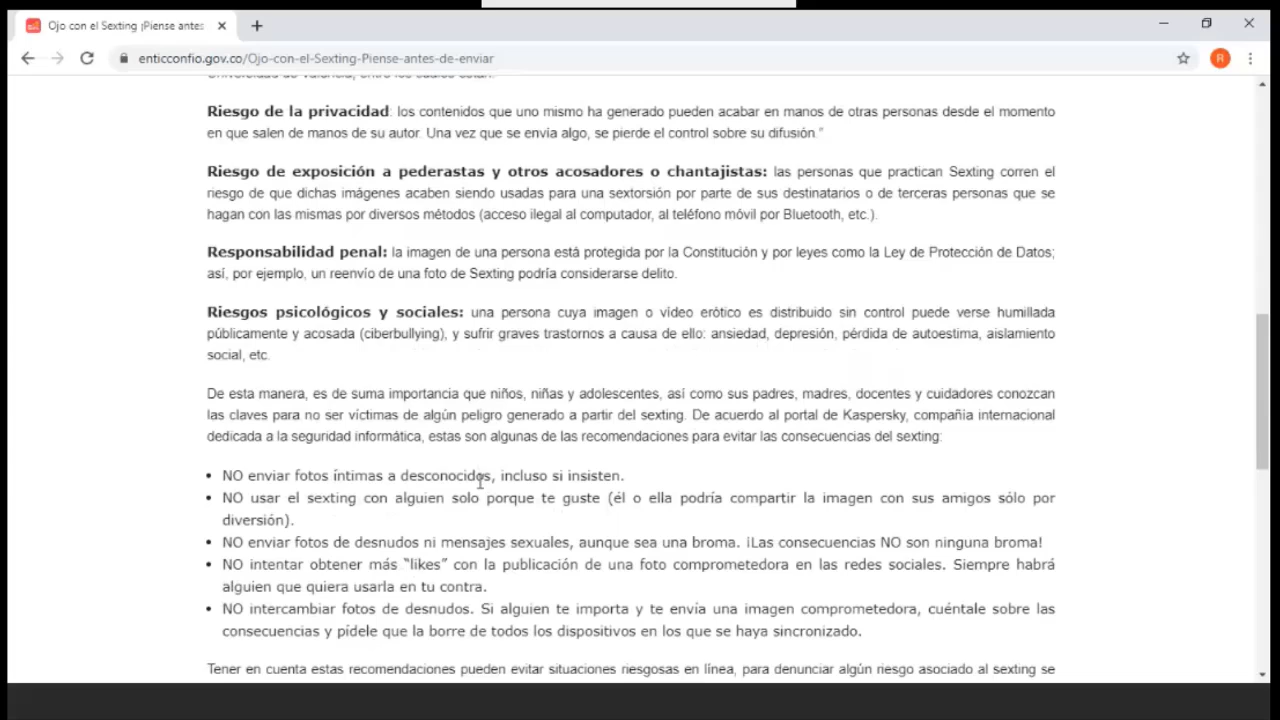 Ojo con el Sexting ¡Piense antes
enticconfio.gov.co/Ojo-con-el-Sexting-Piense-antes-de-enviar
R
Universidad de Valencia, entre los cuales están:
Riesgo de la privacidad: los contenidos que uno mismo ha generado pueden acabar en manos de otras personas desde el momento
en que salen de manos de su autor. Una vez que se envía algo, se pierde el control sobre su difusión."
Riesgo de exposición a pederastas y otros acosadores o chantajistas: las personas que practican Sexting corren el
riesgo de que dichas imágenes acaben siendo usadas para una sextorsión por parte de sus destinatarios o de terceras personas que se
hagan con las mismas por diversos métodos (acceso ilegal al computador, al teléfono móvil por Bluetooth, etc.).
Responsabilidad penal: la imagen de una persona está protegida por la Constitución y por leyes como la Ley de Protección de Datos;
así, por ejemplo, un reenvío de una foto de Sexting podría considerarse delito.
Riesgos psicológicos y sociales: una persona cuya imagen o vídeo erótico es distribuido sin control puede verse humillada
públicamente y acosada (ciberbullying), y sufrir graves trastornos a causa de ello: ansiedad, depresión, pérdida de autoestima, aislamiento
social, etc.
De esta manera, es de suma importancia que niños, niñas y adolescentes, así como sus padres, madres, docentes y cuidadores conozcan
las claves para no ser víctimas de algún peligro generado a partir del sexting. De acuerdo al portal de Kaspersky, compañía internacional
dedicada a la seguridad informática, estas son algunas de las recomendaciones para evitar las consecuencias del sexting:
• NO enviar fotos íntimas a desconocidos, incluso si insisten.
• NO usar el sexting con alguien solo porque te guste (él o ella podría compartir la imagen con sus amigos sólo por
diversión).
• NO enviar fotos de desnudos ni mensajes sexuales, aunque sea una broma. ¡Las consecuencias NO son ninguna broma!
• NO intentar obtener más "likes" con la publicación de una foto comprometedora en las redes sociales. Siempre habrá
alguien que quiera usarla en tu contra.
• NO intercambiar fotos de desnudos. Si alguien te importa y te envía una imagen comprometedora, cuéntale sobre las
consecuencias y pídele que la borre de todos los dispositivos en los que se haya sincronizado.
Tener en cuenta estas recomendaciones pueden evitar situaciones riesgosas en línea, para denunciar algún riesgo asociado al sexting se